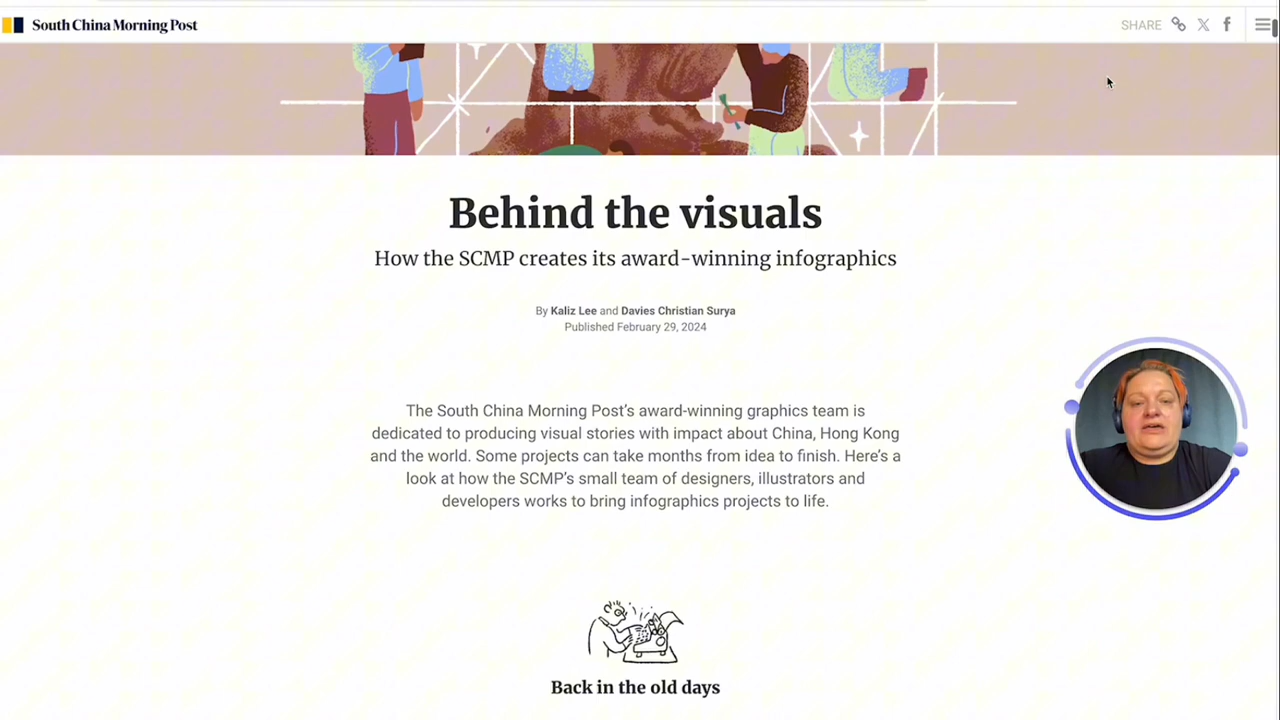 South China Morning Post
SHARE
Behind the visuals
How the SCMP creates its award-winning infographics
By Kaliz Lee and Davies Christian Surya
Published February 29, 2024
The South China Morning Post’s award-winning graphics team is
dedicated to producing visual stories with impact about China, Hong Kong
and the world. Some projects can take months from idea to finish. Here’s a
look at how the SCMP’s small team of designers, illustrators and
developers works to bring infographics projects to life.
Back in the old days